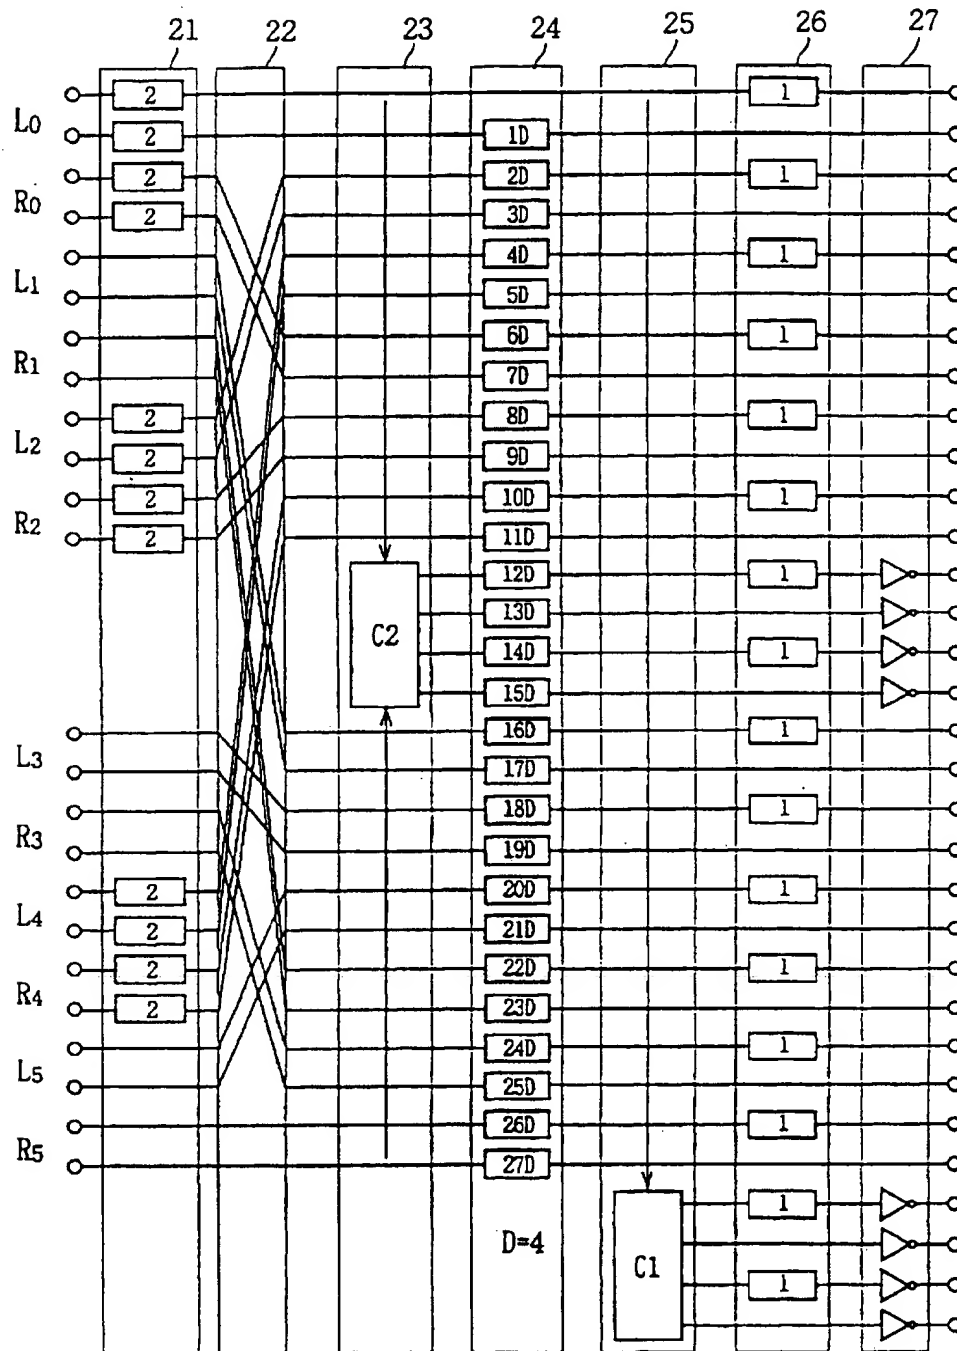 21 22 23 24 25 26 27
L0 2 1
2 1D
R0 2 2D 1
2 3D
L1 4D 1
5D
R1 6D 1
7D
L2 2 8D 1
2 9D
R2 2 10D 1
2 11D
C2 12D 1
13D
14D 1
15D
L3 16D 1
17D
R3 18D 1
19D
L4 2 20D 1
2 21D
R4 2 22D 1
2 23D
L5 24D 1
25D
R5 26D 1
27D
D=4 C1 1
1